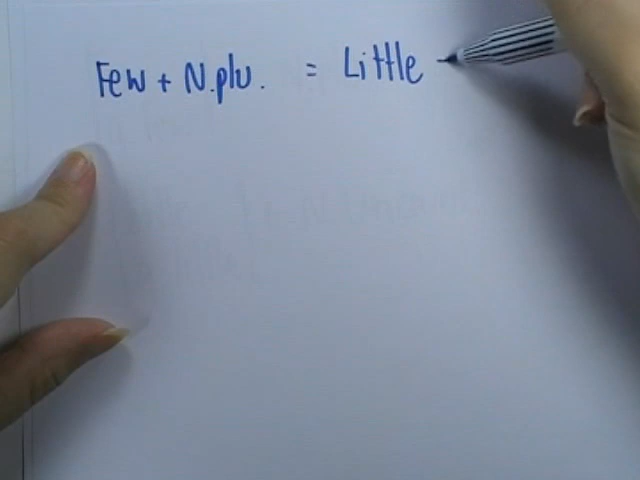 Few + N.plu. = Little